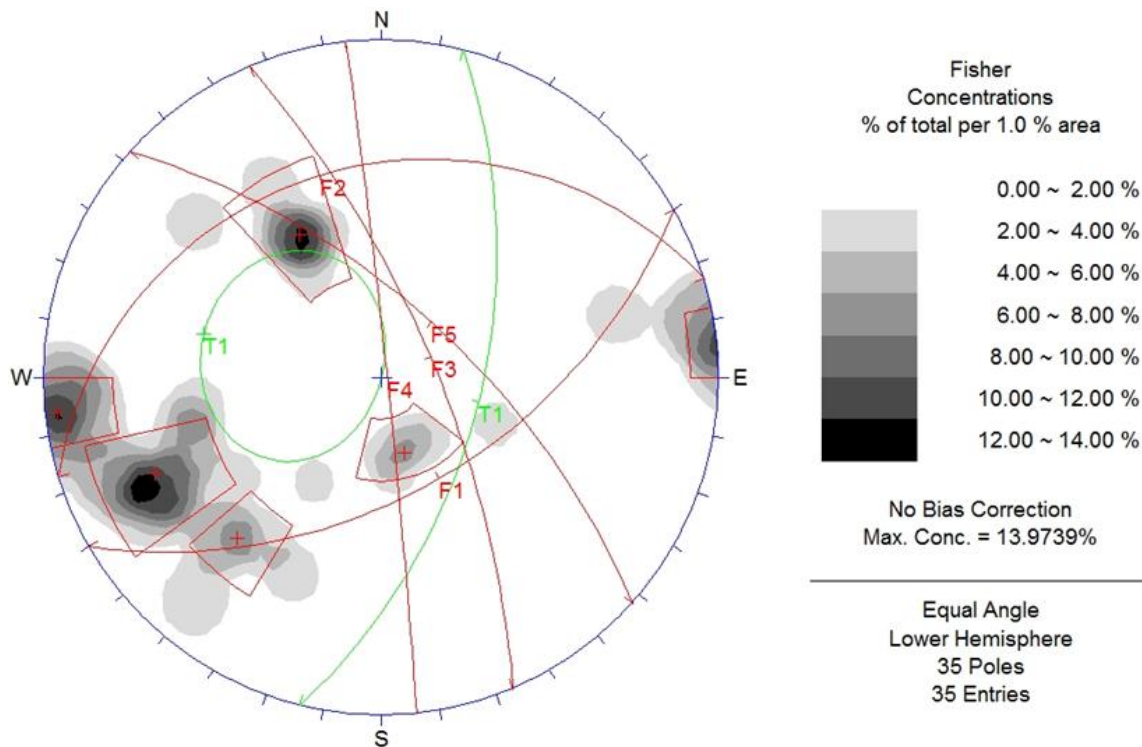 N
F2
F5
T1
F3
W
E
F4
T1
F1
S
Fisher
Concentrations
% of total per 1.0 % area
0.00 ~ 2.00 %
2.00 ~ 4.00 %
4.00 ~ 6.00 %
6.00 ~ 8.00 %
8.00 ~ 10.00 %
10.00 ~ 12.00 %
12.00 ~ 14.00 %
No Bias Correction
Max. Conc. = 13.9739%
Equal Angle
Lower Hemisphere
35 Poles
35 Entries